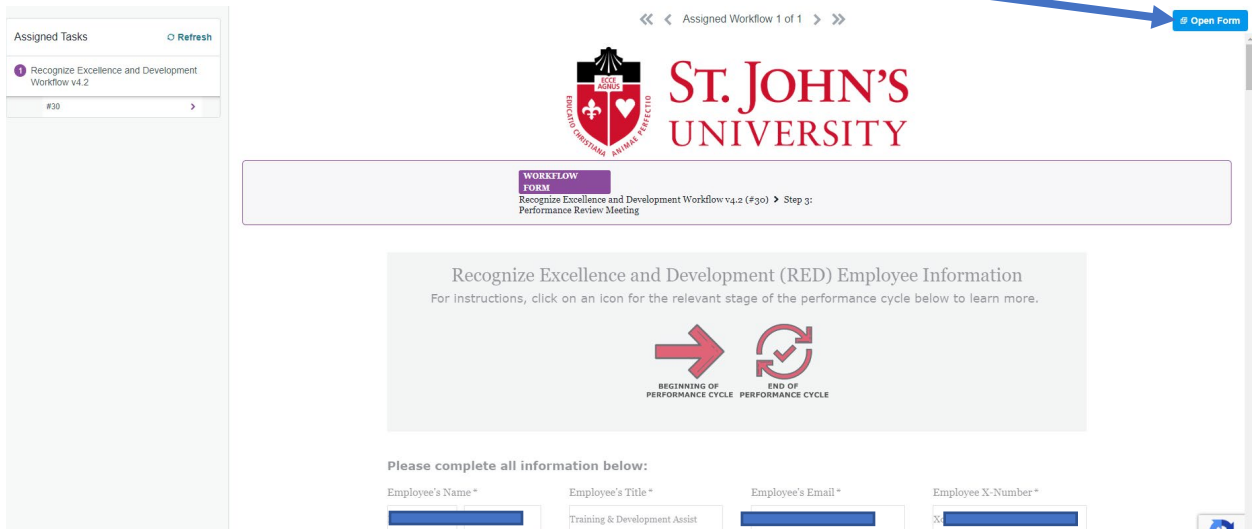 Assigned Workflow 1 of 1
Open Form
Assigned Tasks
Refresh
1
Recognize Excellence and Development
Workflow v4.2
#30
ECCE
AGNUS
EDUCATIO CHRISTIANA ANIMAE PERFECTIO
ST. JOHN'S
UNIVERSITY
WORKFLOW
FORM
Recognize Excellence and Development Workflow v4.2 (#30) > Step 3:
Performance Review Meeting
Recognize Excellence and Development (RED) Employee Information
For instructions, click on an icon for the relevant stage of the performance cycle below to learn more.
BEGINNING OF
PERFORMANCE CYCLE
END OF
PERFORMANCE CYCLE
Please complete all information below:
Employee's Name *
Employee's Title *
Employee's Email *
Employee X-Number *
Training & Development Assist